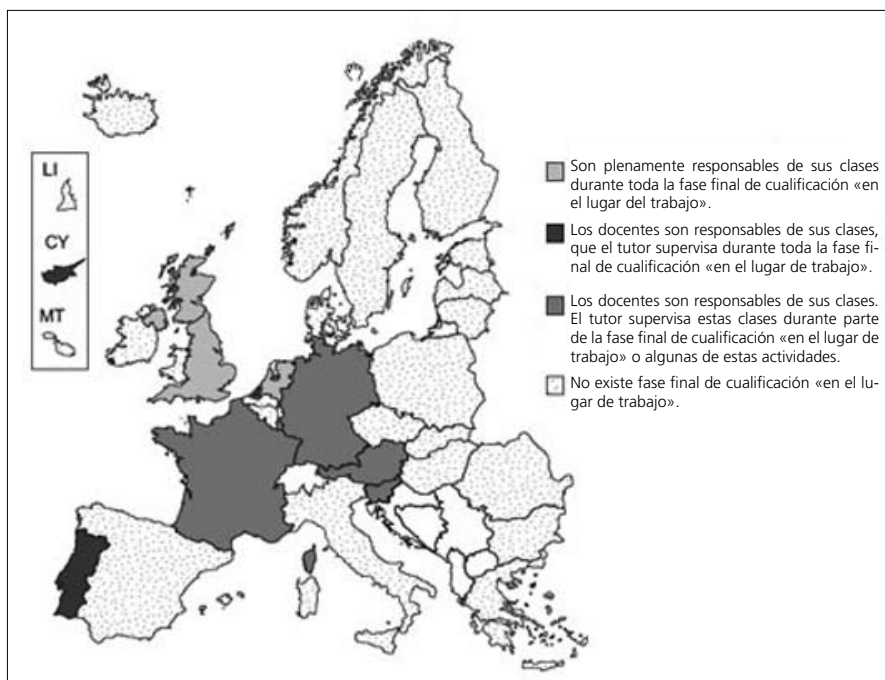 LI
CY
MT
Son plenamente responsables de sus clases
durante toda la fase final de cualificación «en
el lugar del trabajo».
Los docentes son responsables de sus clases,
que el tutor supervisa durante toda la fase fi-
nal de cualificación «en el lugar de trabajo».
Los docentes son responsables de sus clases.
El tutor supervisa estas clases durante parte
de la fase final de cualificación «en el lugar de
trabajo» o algunas de estas actividades.
No existe fase final de cualificación «en el lu-
gar de trabajo».